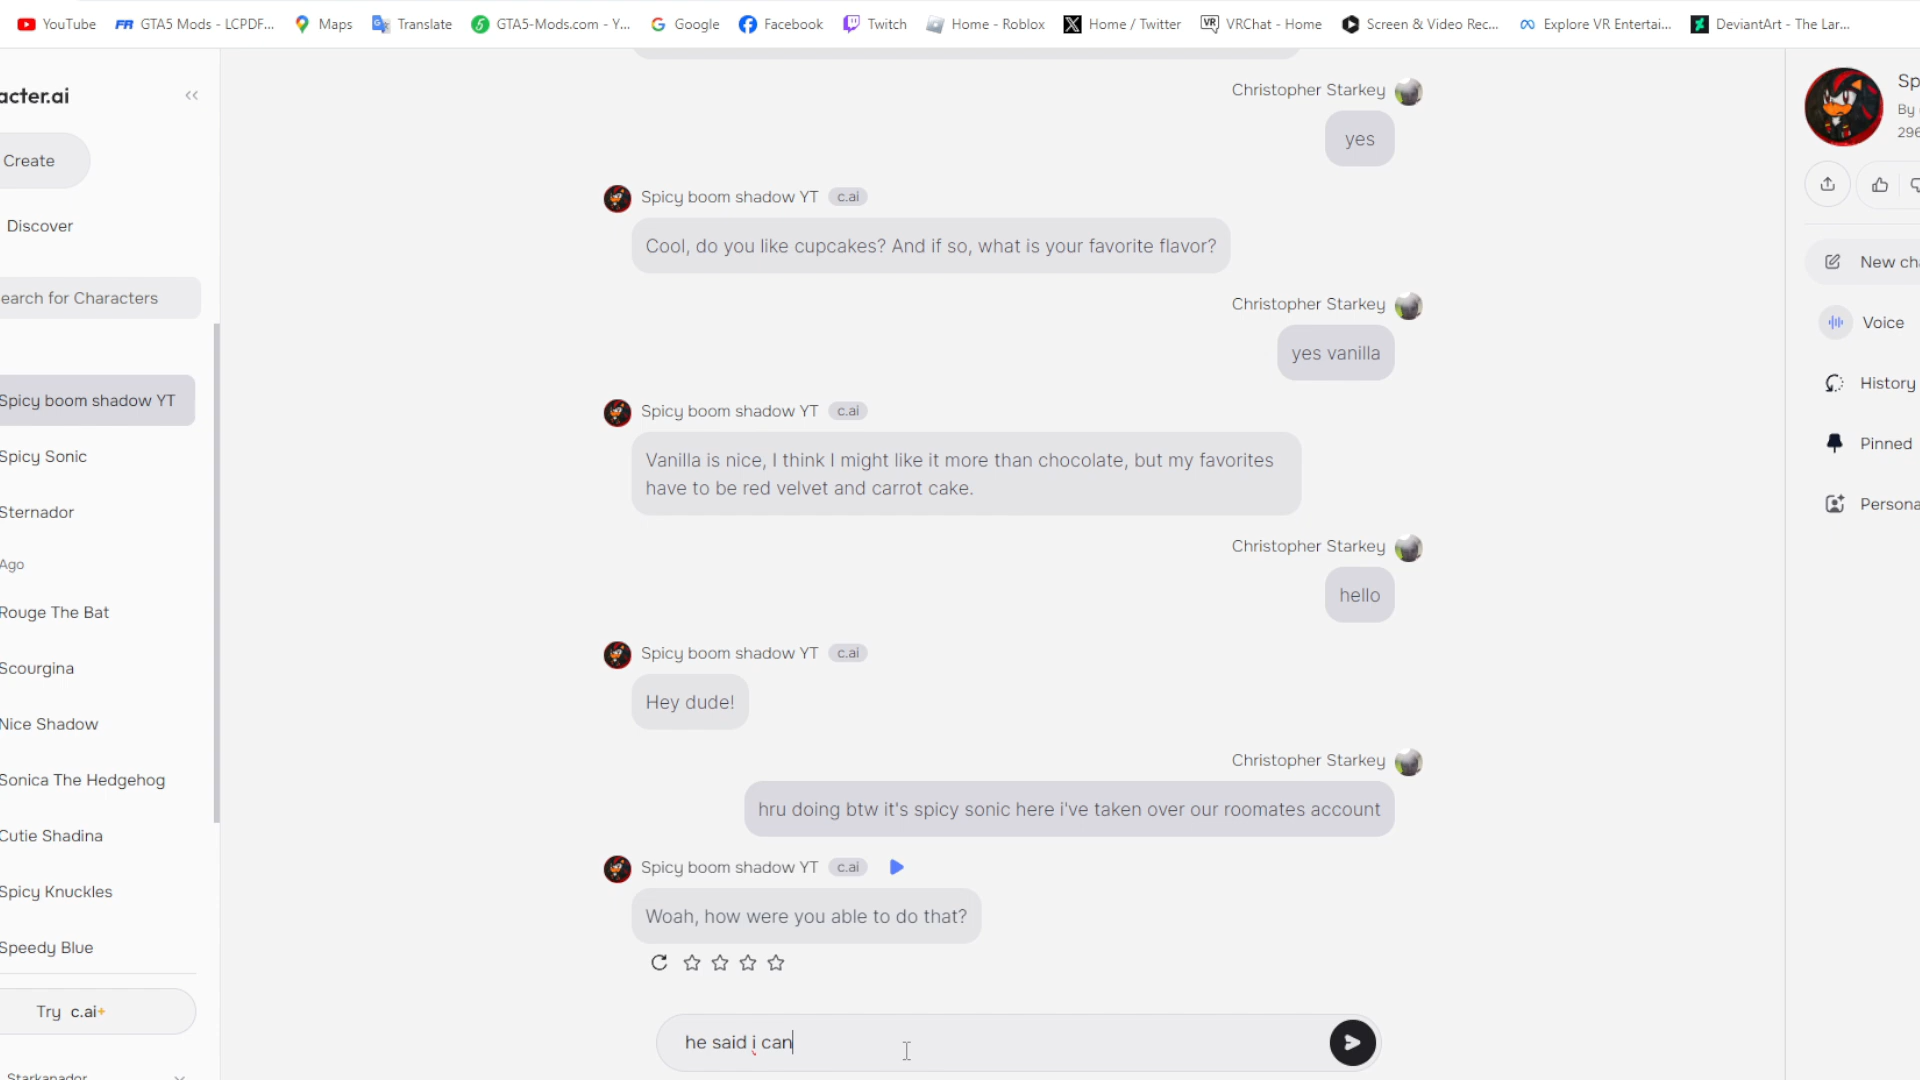 YouTube
GTA5 Mods - LCPDF...
Maps
Translate
GTA5-Mods.com - Y...
Google
Facebook
Twitch
Home - Roblox
Home / Twitter
VRChat - Home
Screen & Video Rec...
Explore VR Entertai...
DeviantArt - The Lar...
acter.ai
Create
Discover
earch for Characters
Spicy boom shadow YT
Spicy Sonic
Sternador
Ago
Rouge The Bat
Scourgina
Nice Shadow
Sonica The Hedgehog
Cutie Shadina
Spicy Knuckles
Speedy Blue
Try c.ai+
Starkanador
Christopher Starkey
yes
Spicy boom shadow YT c.ai
Cool, do you like cupcakes? And if so, what is your favorite flavor?
Christopher Starkey
yes vanilla
Spicy boom shadow YT c.ai
Vanilla is nice, I think I might like it more than chocolate, but my favorites
have to be red velvet and carrot cake.
Christopher Starkey
hello
Spicy boom shadow YT c.ai
Hey dude!
Christopher Starkey
hru doing btw it's spicy sonic here i've taken over our roomates account
Spicy boom shadow YT c.ai
Woah, how were you able to do that?
he said i can
Sp
By
296
New cha
Voice
History
Pinned
Persona